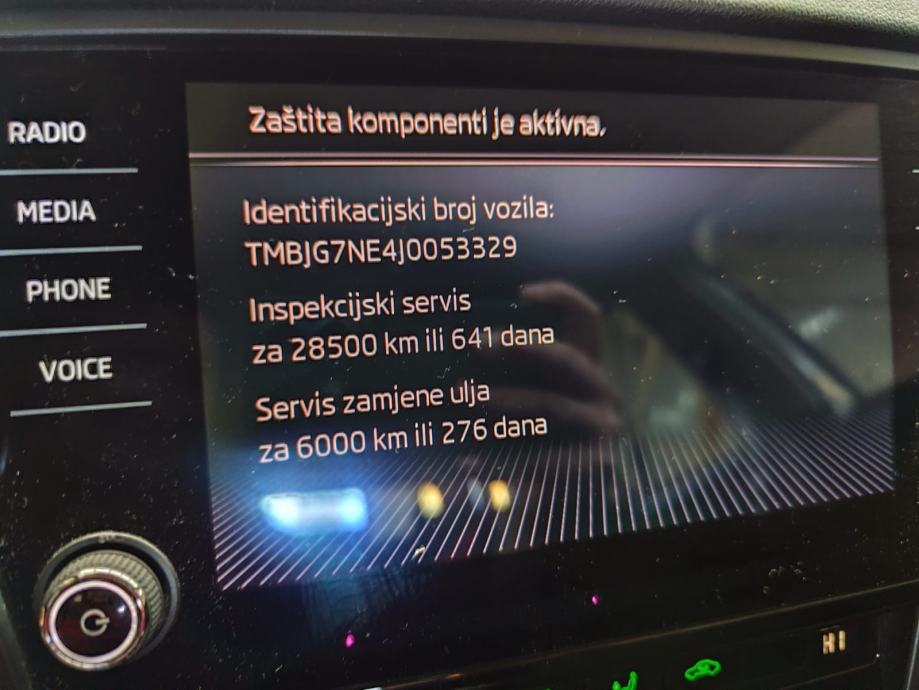 Zaštita komponenti je aktivna.
RADIO
MEDIA
PHONE
VOICE
Identifikacijski broj vozila:
TMBJG7NE4J0053329
Inspekcijski servis
za 28500 km ili 641 dana
Servis zamjene ulja
za 6000 km ili 276 dana
HI